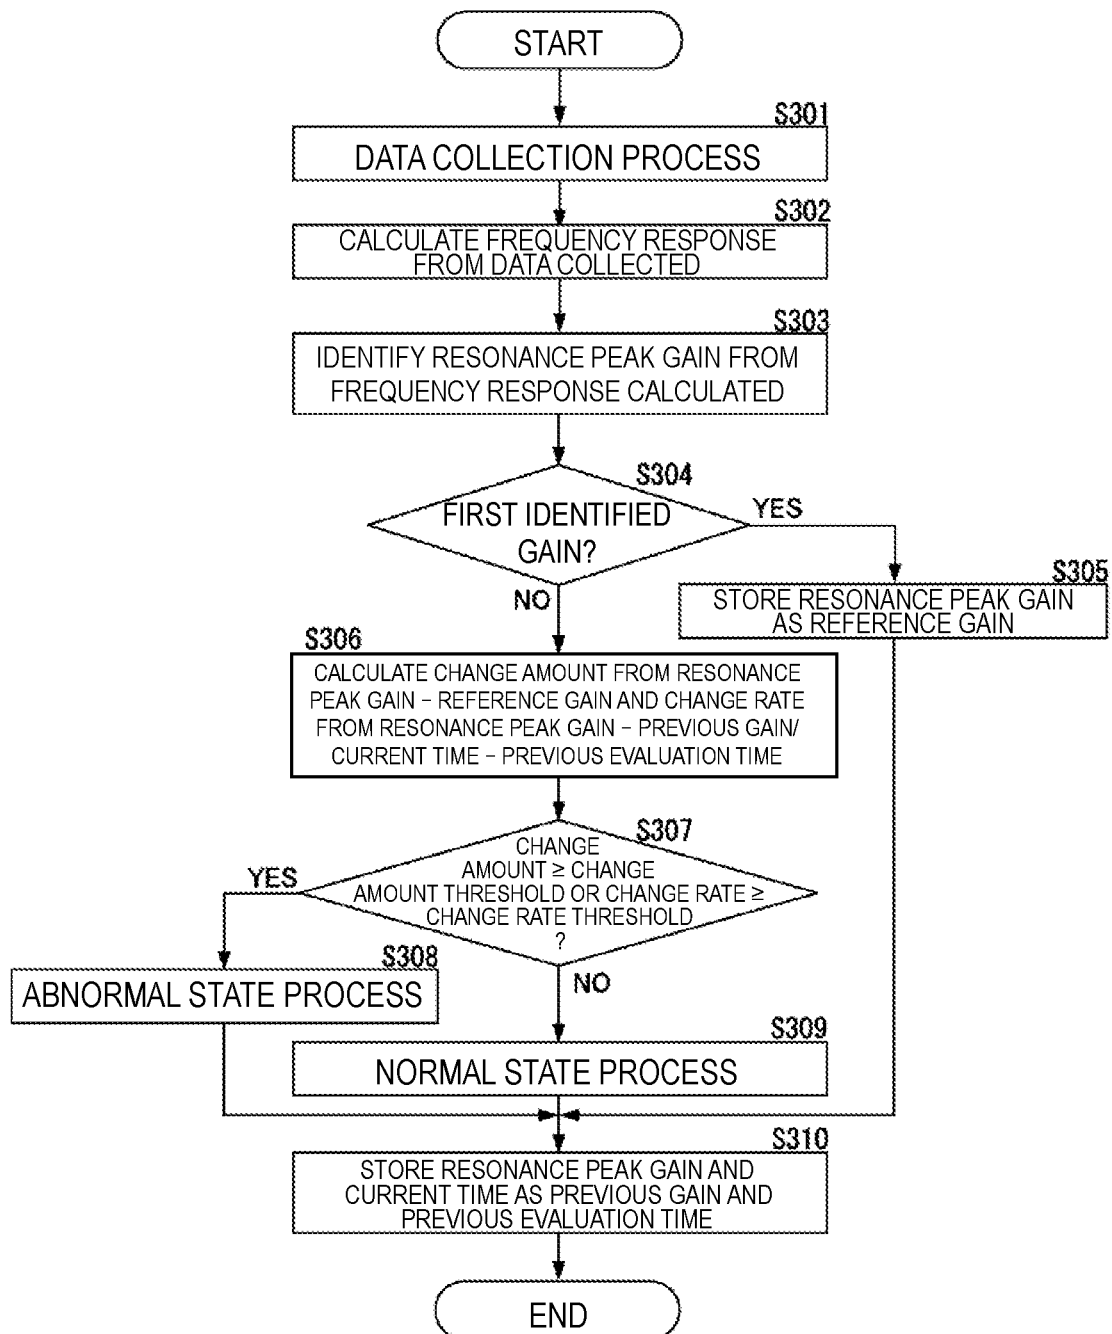 START
S301
DATA COLLECTION PROCESS
S302
CALCULATE FREQUENCY RESPONSE
FROM DATA COLLECTED
S303
IDENTIFY RESONANCE PEAK GAIN FROM
FREQUENCY RESPONSE CALCULATED
S304
FIRST IDENTIFIED
GAIN?
YES
NO
S305
STORE RESONANCE PEAK GAIN
AS REFERENCE GAIN
S306
CALCULATE CHANGE AMOUNT FROM RESONANCE
PEAK GAIN − REFERENCE GAIN AND CHANGE RATE
FROM RESONANCE PEAK GAIN − PREVIOUS GAIN/
CURRENT TIME − PREVIOUS EVALUATION TIME
S307
CHANGE
AMOUNT ≥ CHANGE
AMOUNT THRESHOLD OR CHANGE RATE ≥
CHANGE RATE THRESHOLD
?
YES
NO
S308
ABNORMAL STATE PROCESS
S309
NORMAL STATE PROCESS
S310
STORE RESONANCE PEAK GAIN AND
CURRENT TIME AS PREVIOUS GAIN AND
PREVIOUS EVALUATION TIME
END